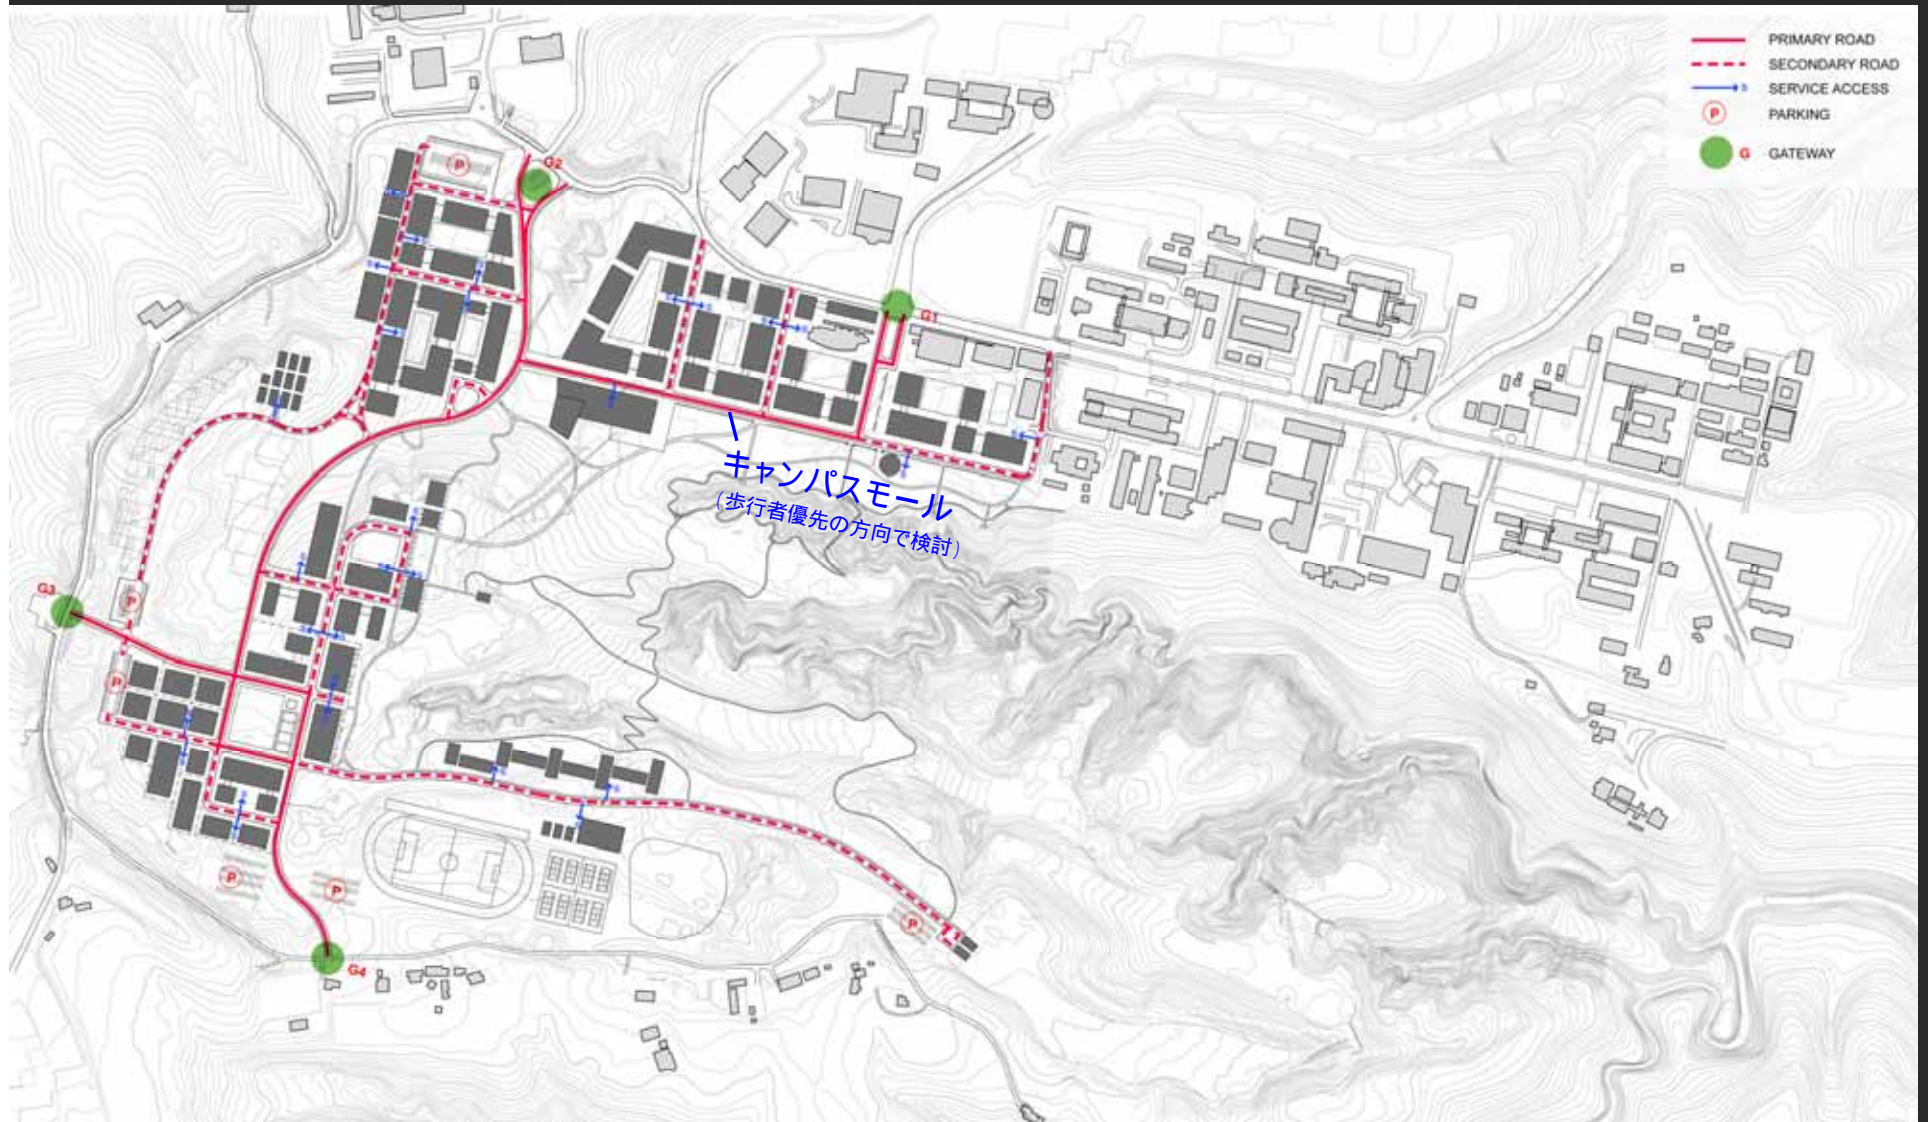 PRIMARY ROAD
SECONDARY ROAD
S SERVICE ACCESS
P PARKING
G GATEWAY
P
G2
S
S
S
S
S
S
S
S
S
S
G1
S
S
S
S
キャンパスモール
(歩行者優先の方向で検討)
S
S
S
G3
P
S
S
P
S
S
S
S
S
S
S
S
S
P
P
P
G4